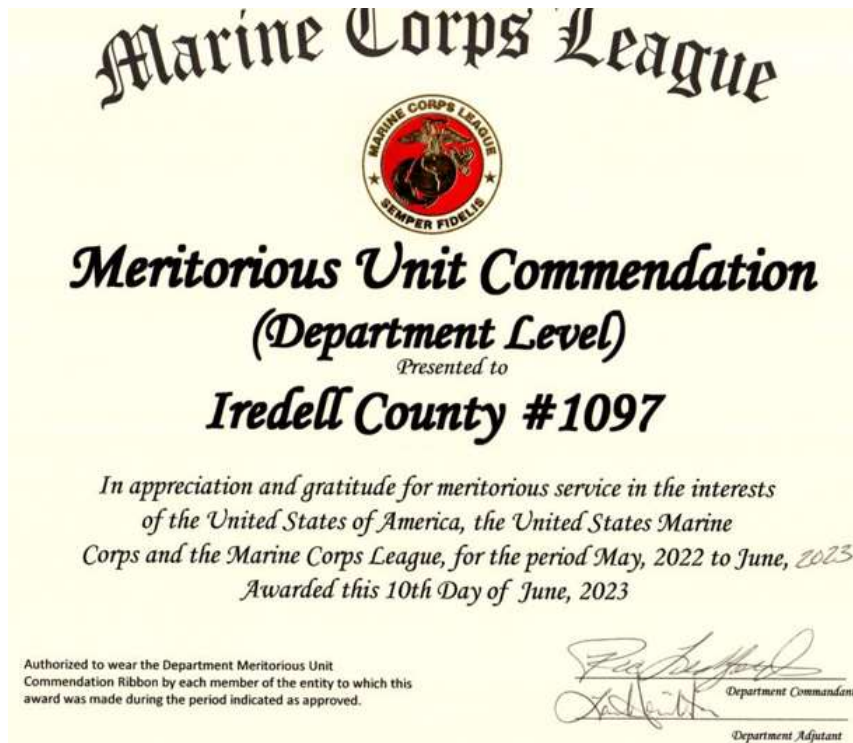 Marine Corps League
MARINE CORPS LEAGUE
SEMPER FIDELIS
Meritorious Unit Commendation
(Department Level)
Presented to
Iredell County #1097
In appreciation and gratitude for meritorious service in the interests
of the United States of America, the United States Marine
Corps and the Marine Corps League, for the period May, 2022 to June, 2023
Awarded this 10th Day of June, 2023
Authorized to wear the Department Meritorious Unit
Commendation Ribbon by each member of the entity to which this
award was made during the period indicated as approved.
Department Commandant
Department Adjutant